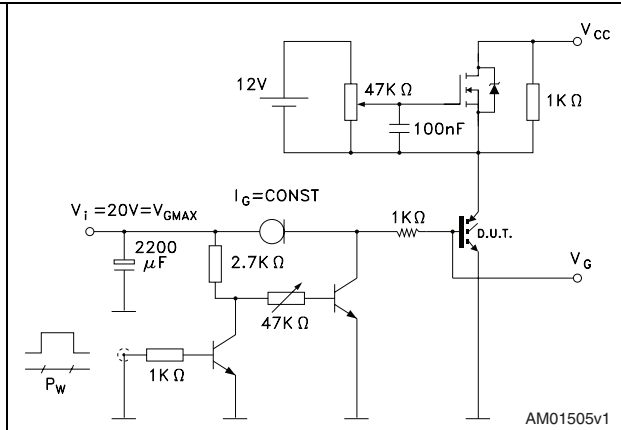 V CC
12V
47K Ω
1K Ω
100nF
I G =CONST
V i =20V=V GMAX
1K Ω
D.U.T.
2200
μF
2.7K Ω
V G
47K Ω
1K Ω
P W
AM01505v1